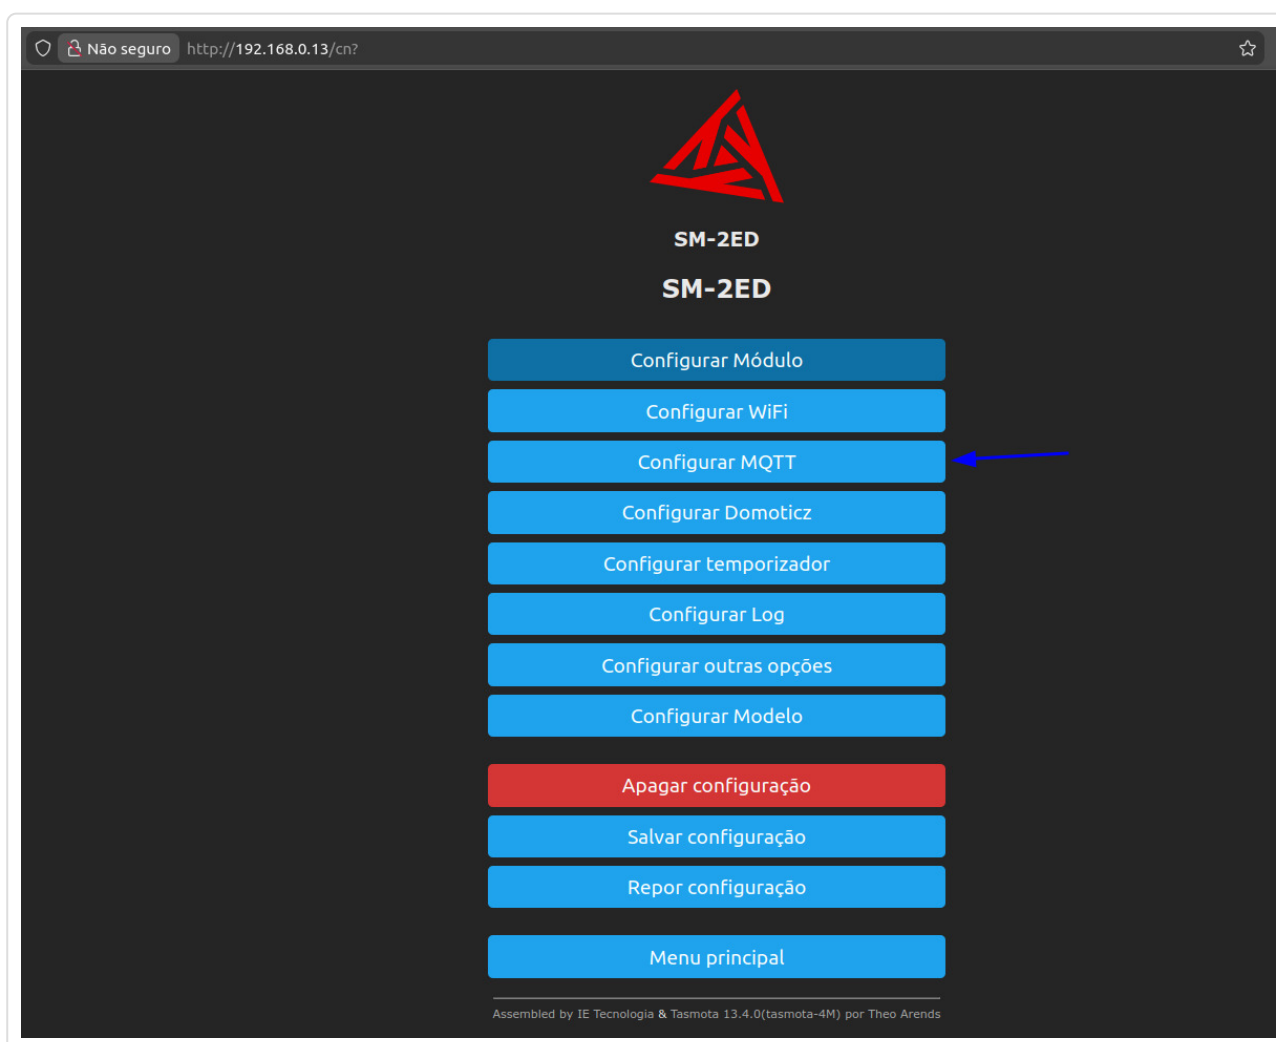 Não seguro http://192.168.0.13/cn?
SM-2ED
SM-2ED
Configurar Módulo
Configurar WiFi
Configurar MQTT
Configurar Domoticz
Configurar temporizador
Configurar Log
Configurar outras opções
Configurar Modelo
Apagar configuração
Salvar configuração
Repor configuração
Menu principal
Assembled by IE Tecnologia & Tasmota 13.4.0(tasmota-4M) por Theo Arends